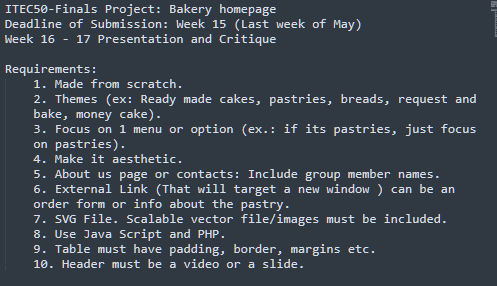 ITEC50-Finals Project: Bakery homepage
Deadline of Submission: Week 15 (Last week of May)
Week 16 - 17 Presentation and Critique

Requirements:
1. Made from scratch.
2. Themes (ex: Ready made cakes, pastries, breads, request and
bake, money cake).
3. Focus on 1 menu or option (ex.: if its pastries, just focus
on pastries).
4. Make it aesthetic.
5. About us page or contacts: Include group member names.
6. External Link (That will target a new window ) can be an
order form or info about the pastry.
7. SVG File. Scalable vector file/images must be included.
8. Use Java Script and PHP.
9. Table must have padding, border, margins etc.
10. Header must be a video or a slide.